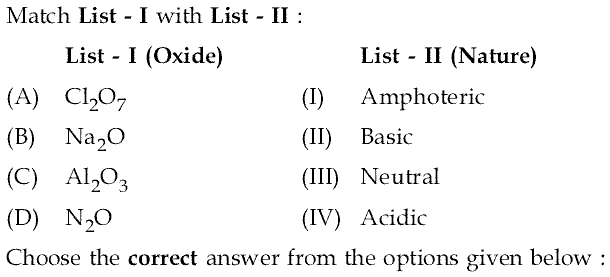 Match List - I with List - II :
List - I (Oxide) List - II (Nature)
(A) Cl₂O₇ (I) Amphoteric
(B) Na₂O (II) Basic
(C) Al₂O₃ (III) Neutral
(D) N₂O (IV) Acidic
Choose the correct answer from the options given below :